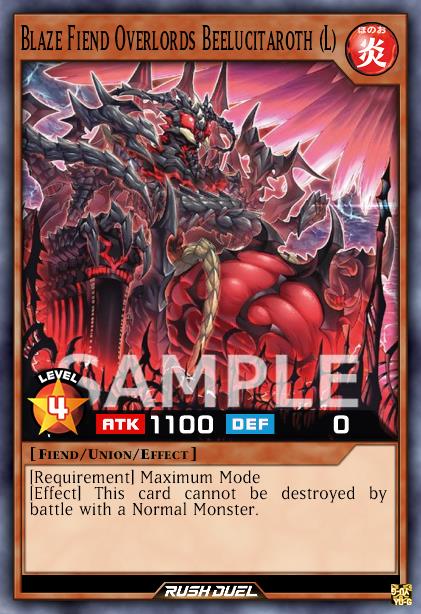 Blaze Fiend Overlords Beelucitaroth (L)
ほのお
炎
SAMPLE
LEVEL
4
ATK 1100 DEF 0
[Fiend/Union/Effect]
[Requirement] Maximum Mode
[Effect] This card cannot be destroyed by
battle with a Normal Monster.
RUSH DUEL